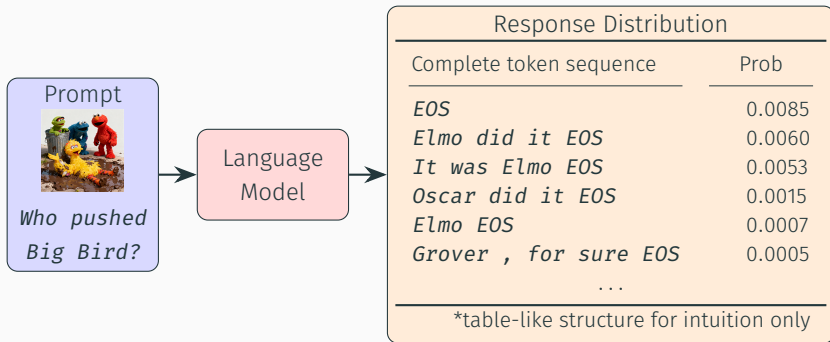 Prompt
Who pushed
Big Bird?
Language
Model
Response Distribution
Complete token sequence Prob
EOS 0.0085
Elmo did it EOS 0.0060
It was Elmo EOS 0.0053
Oscar did it EOS 0.0015
Elmo EOS 0.0007
Grover , for sure EOS 0.0005
...
*table-like structure for intuition only